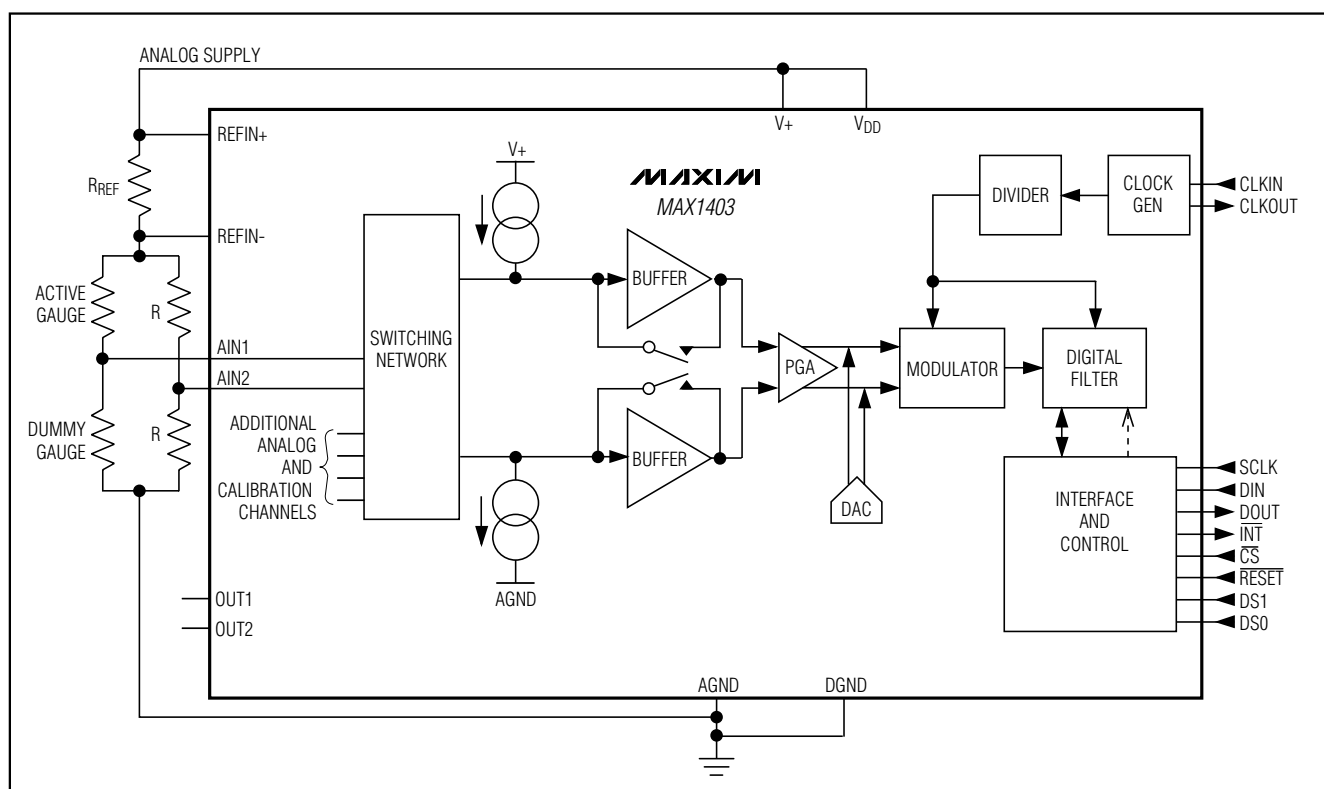 ANALOG SUPPLY
V+
VDD
REFIN+
RREF
REFIN-
V+
MAXIM
MAX1403
DIVIDER
CLOCK
GEN
CLKIN
CLKOUT
ACTIVE
GAUGE
R
SWITCHING
NETWORK
BUFFER
AIN1
AIN2
PGA
MODULATOR
DIGITAL
FILTER
DUMMY
GAUGE
R
ADDITIONAL
ANALOG
AND
CALIBRATION
CHANNELS
BUFFER
DAC
AGND
INTERFACE
AND
CONTROL
SCLK
DIN
DOUT
INT
CS
RESET
DS1
DS0
OUT1
OUT2
AGND
DGND